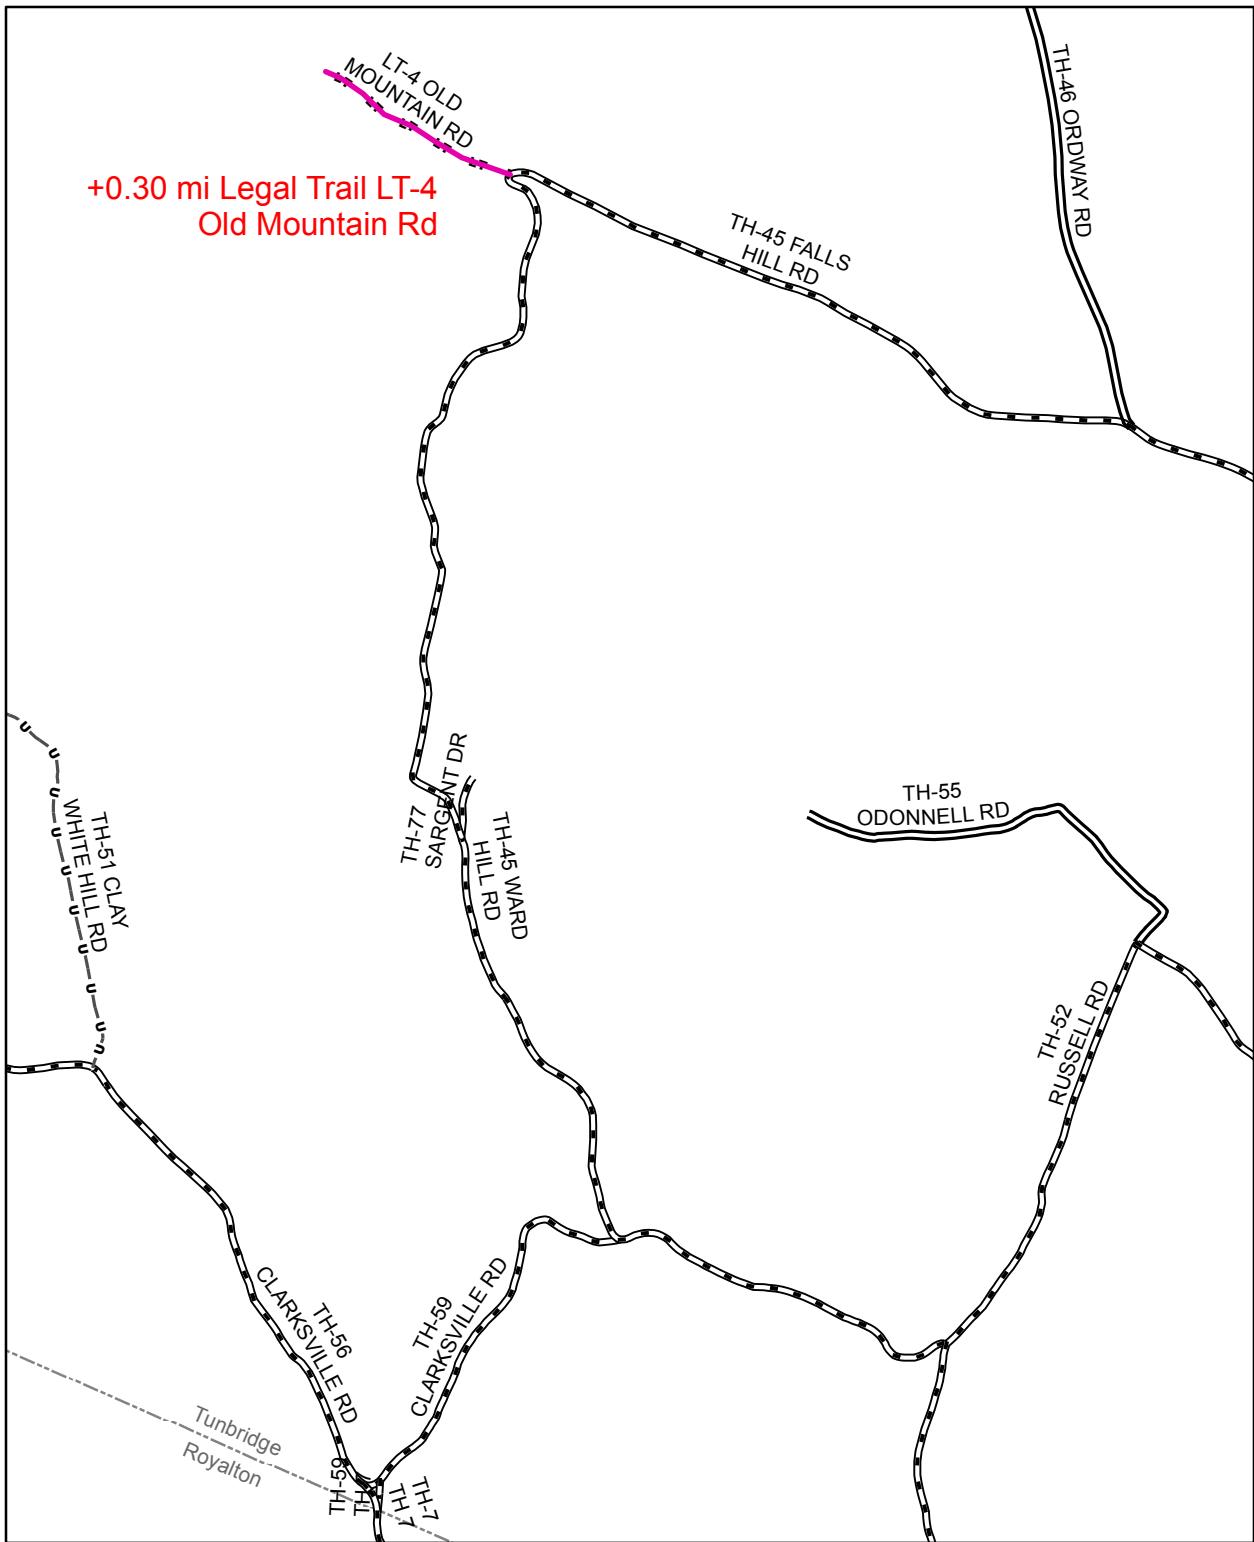 LT-4 OLD
MOUNTAIN RD
+0.30 mi Legal Trail LT-4
Old Mountain Rd
TH-46 ORDWAY RD
TH-45 FALLS
HILL RD
TH-77
SARGENT DR
TH-45 WARD
HILL RD
TH-55
ODONNELL RD
TH-51 CLAY
WHITE HILL RD
TH-52
RUSSELL RD
TH-56
CLARKSVILLE RD
TH-59
CLARKSVILLE RD
Tunbridge
Royalton
TH-59
TH
TH-7
TH 7